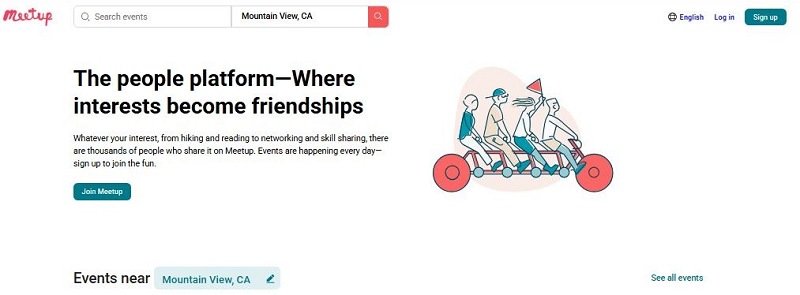 Meetup
Search events
Mountain View, CA
English
Log in
Sign up
The people platform—Where
interests become friendships
Whatever your interest, from hiking and reading to networking and skill sharing, there
are thousands of people who share it on Meetup. Events are happening every day—
sign up to join the fun.
Join Meetup
Events near
Mountain View, CA
See all events